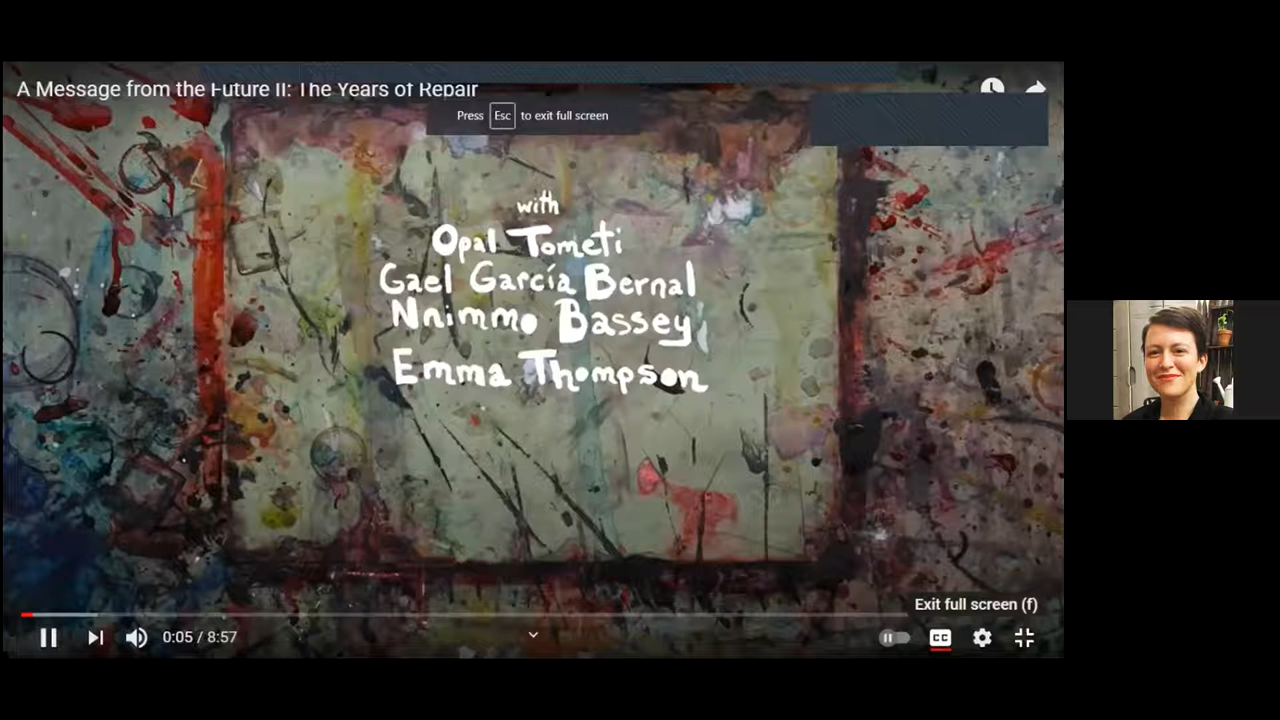 A Message from the Future II: The Years of Repair
Press Esc to exit full screen
with
Opal Tometi
Gael García Bernal
Nnimmo Bassey
Emma Thompson
Exit full screen (f)
0:05 / 8:57
CC